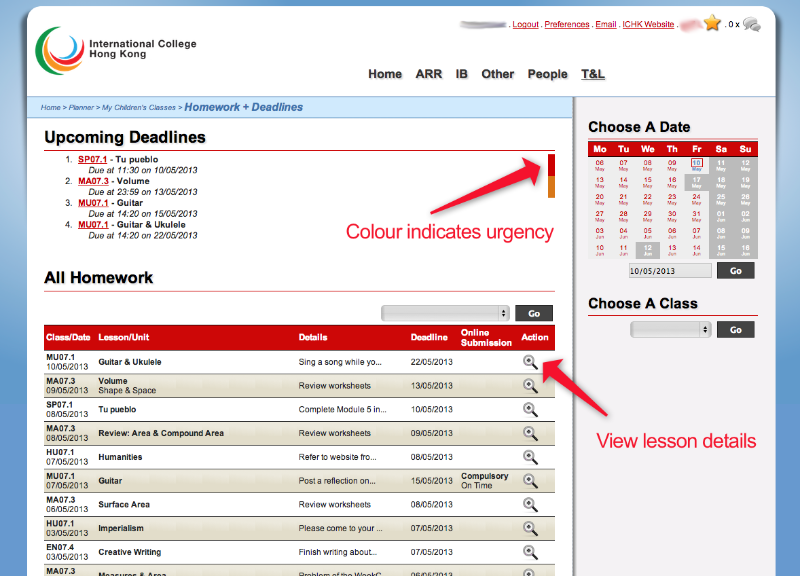 Logout . Preferences . Email . ICHK Website . . 0 x
International College
Hong Kong
Home ARR IB Other People T&L
Home > Planner > My Children's Classes > Homework + Deadlines
Upcoming Deadlines
1. SP07.1 - Tu pueblo
Due at 11:30 on 10/05/2013
2. MA07.3 - Volume
Due at 23:59 on 13/05/2013
3. MU07.1 - Guitar
Due at 14:20 on 15/05/2013
4. MU07.1 - Guitar & Ukulele
Due at 14:20 on 22/05/2013
Colour indicates urgency
All Homework
Go
Class/Date Lesson/Unit Details Deadline Online Submission Action
MU07.1
10/05/2013 Guitar & Ukulele Sing a song while yo... 22/05/2013
MA07.3 Volume
09/05/2013 Shape & Space Review worksheets 13/05/2013
SP07.1
08/05/2013 Tu pueblo Complete Module 5 in... 10/05/2013
MA07.3
08/05/2013 Review: Area & Compound Area Review worksheets 09/05/2013
HU07.1
07/05/2013 Humanities Refer to website fro... 08/05/2013
MU07.1 Compulsory
07/05/2013 Guitar Post a reflection on... 15/05/2013 On Time
MA07.3
06/05/2013 Surface Area Review worksheets 08/05/2013
HU07.1
03/05/2013 Imperialism Please come to your ... 07/05/2013
EN07.4
03/05/2013 Creative Writing Finish writing about... 07/05/2013
MA07.3
Measures & Area Problem of the WeekC 06/05/2013
Choose A Date
Mo Tu We Th Fr Sa Su
06 07 08 09 10 11 12
May May May May May May May
13 14 15 16 17 18 19
May May May May May May May
20 21 22 23 24 25 26
May May May May May May May
27 28 29 30 31 01 02
May May May May May Jun Jun
03 04 05 06 07 08 09
Jun Jun Jun Jun Jun Jun Jun
10 11 12 13 14 15 16
Jun Jun Jun Jun Jun Jun Jun
10/05/2013 Go
Choose A Class
Go
View lesson details